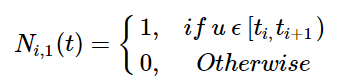 N_{i,1}(t) = { 1, if u ϵ [t_i, t_{i+1})
0, Otherwise